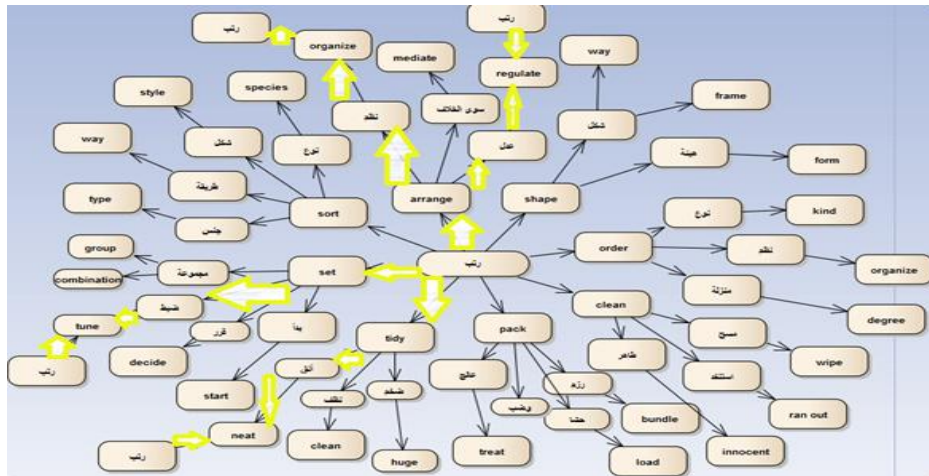 رتب
رتب
organize
way
mediate
regulate
style
species
frame
نظم
سوى الخلاف
شكل
شكل
عدل
way
نوع
هيئة
form
طريقة
type
arrange
shape
نوع
kind
جنس
sort
order
نظم
group
رتب
organize
مجموعة
set
combination
منزلة
clean
ضبط
degree
tune
بدأ
pack
قرر
tidy
مسح
decide
طاهر
wipe
أنق
عالج
رتب
استنفد
start
نظف
ضخم
وضب
رزم
حشا
bundle
ran out
neat
clean
treat
innocent
رتب
huge
load